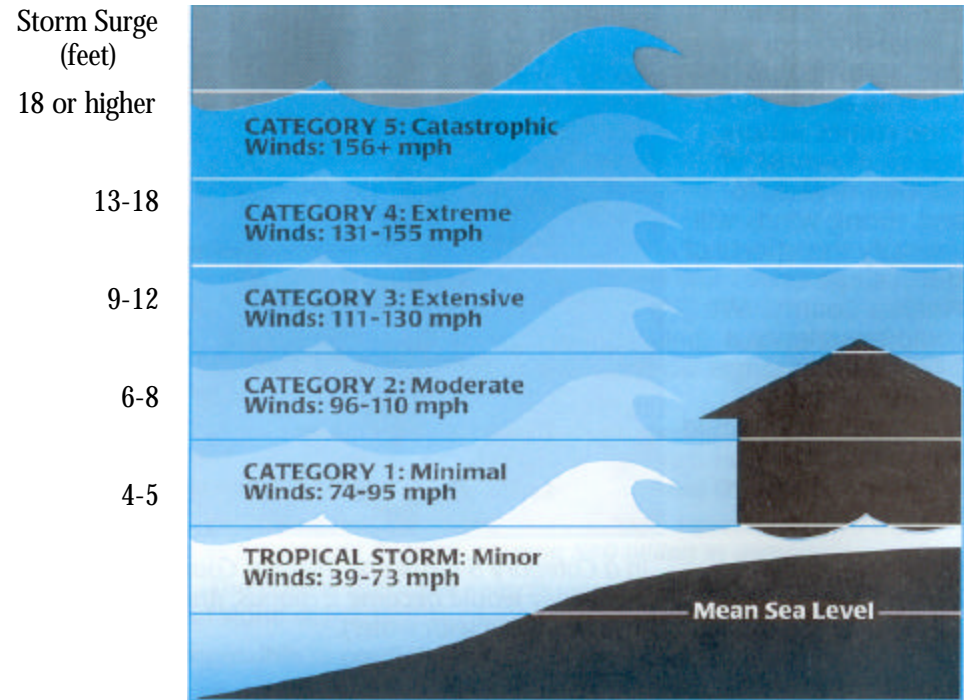 Storm Surge
(feet)
18 or higher
CATEGORY 5: Catastrophic
Winds: 156+ mph
13-18
CATEGORY 4: Extreme
Winds: 131-155 mph
9-12
CATEGORY 3: Extensive
Winds: 111-130 mph
6-8
CATEGORY 2: Moderate
Winds: 96-110 mph
4-5
CATEGORY 1: Minimal
Winds: 74-95 mph
TROPICAL STORM: Minor
Winds: 39-73 mph
Mean Sea Level